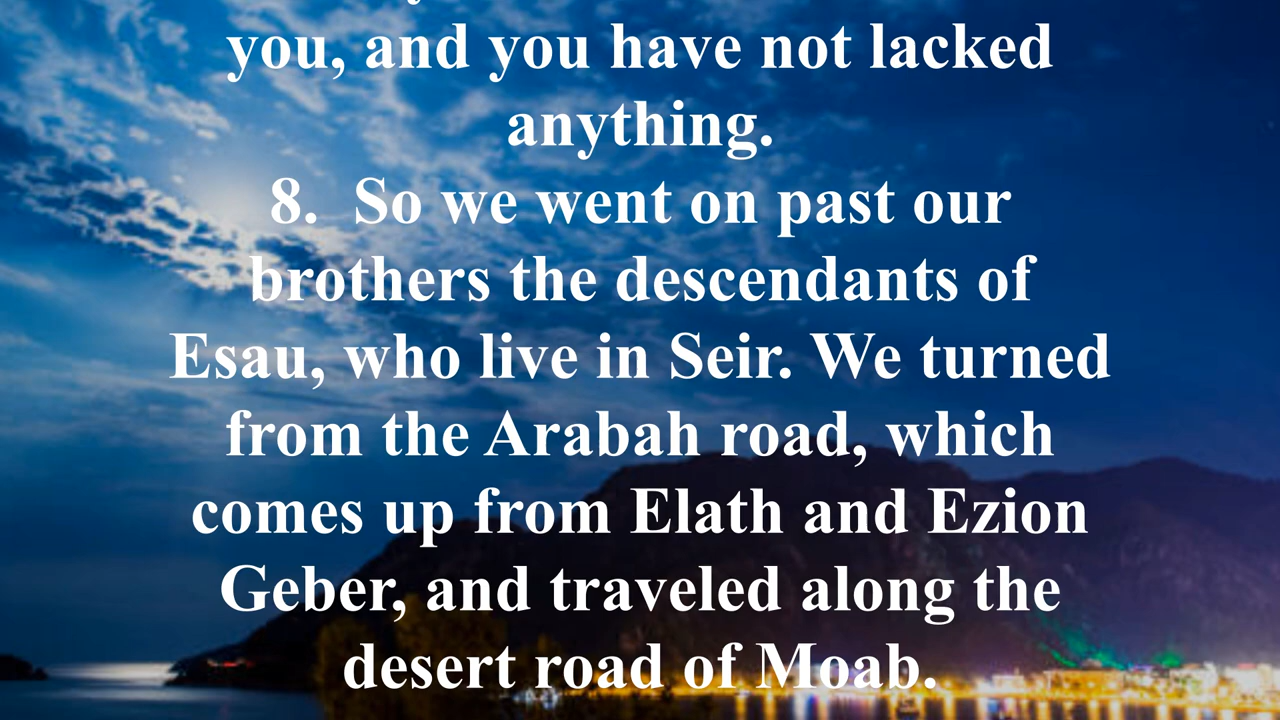 you, and you have not lacked
anything.
8.  So we went on past our
brothers the descendants of
Esau, who live in Seir. We turned
from the Arabah road, which
comes up from Elath and Ezion
Geber, and traveled along the
desert road of Moab.